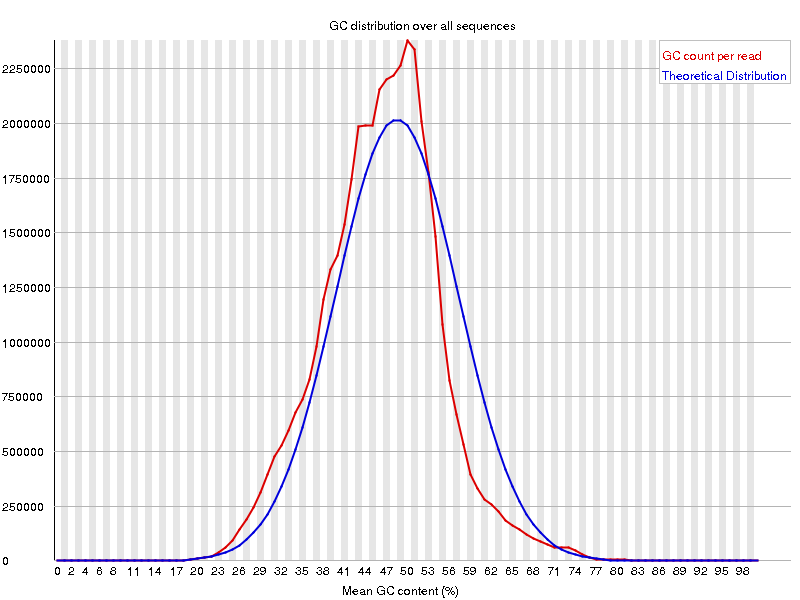 GC distribution over all sequences
GC count per read
Theoretical Distribution
2250000
2000000
1750000
1500000
1250000
1000000
750000
500000
250000
0
0 2 4 6 8 11 14 17 20 23 26 29 32 35 38 41 44 47 50 53 56 59 62 65 68 71 74 77 80 83 86 89 92 95 98
Mean GC content (%)